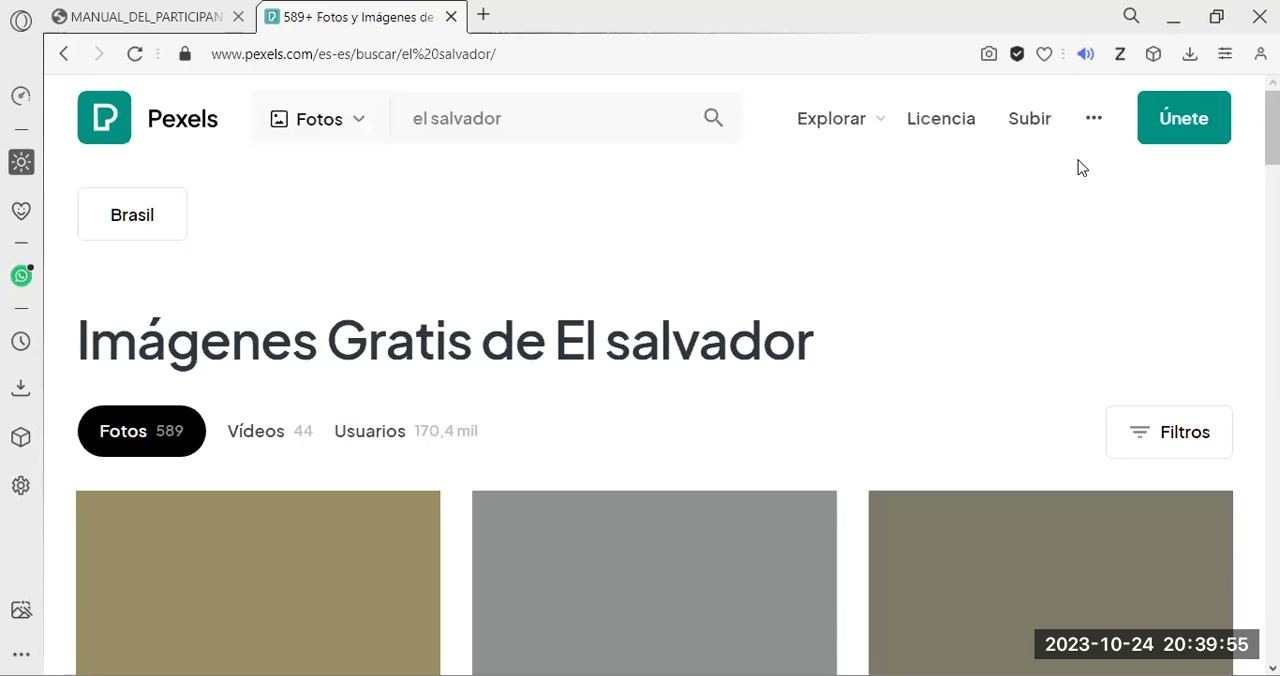 MANUAL_DEL_PARTICIPAN
589+ Fotos y Imágenes de
www.pexels.com/es-es/buscar/el%20salvador/
Z
Pexels
Fotos
el salvador
Explorar
Licencia
Subir
Únete
Brasil
Imágenes Gratis de El salvador
Fotos 589
Vídeos 44
Usuarios 170,4 mil
Filtros
2023-10-24 20:39:55